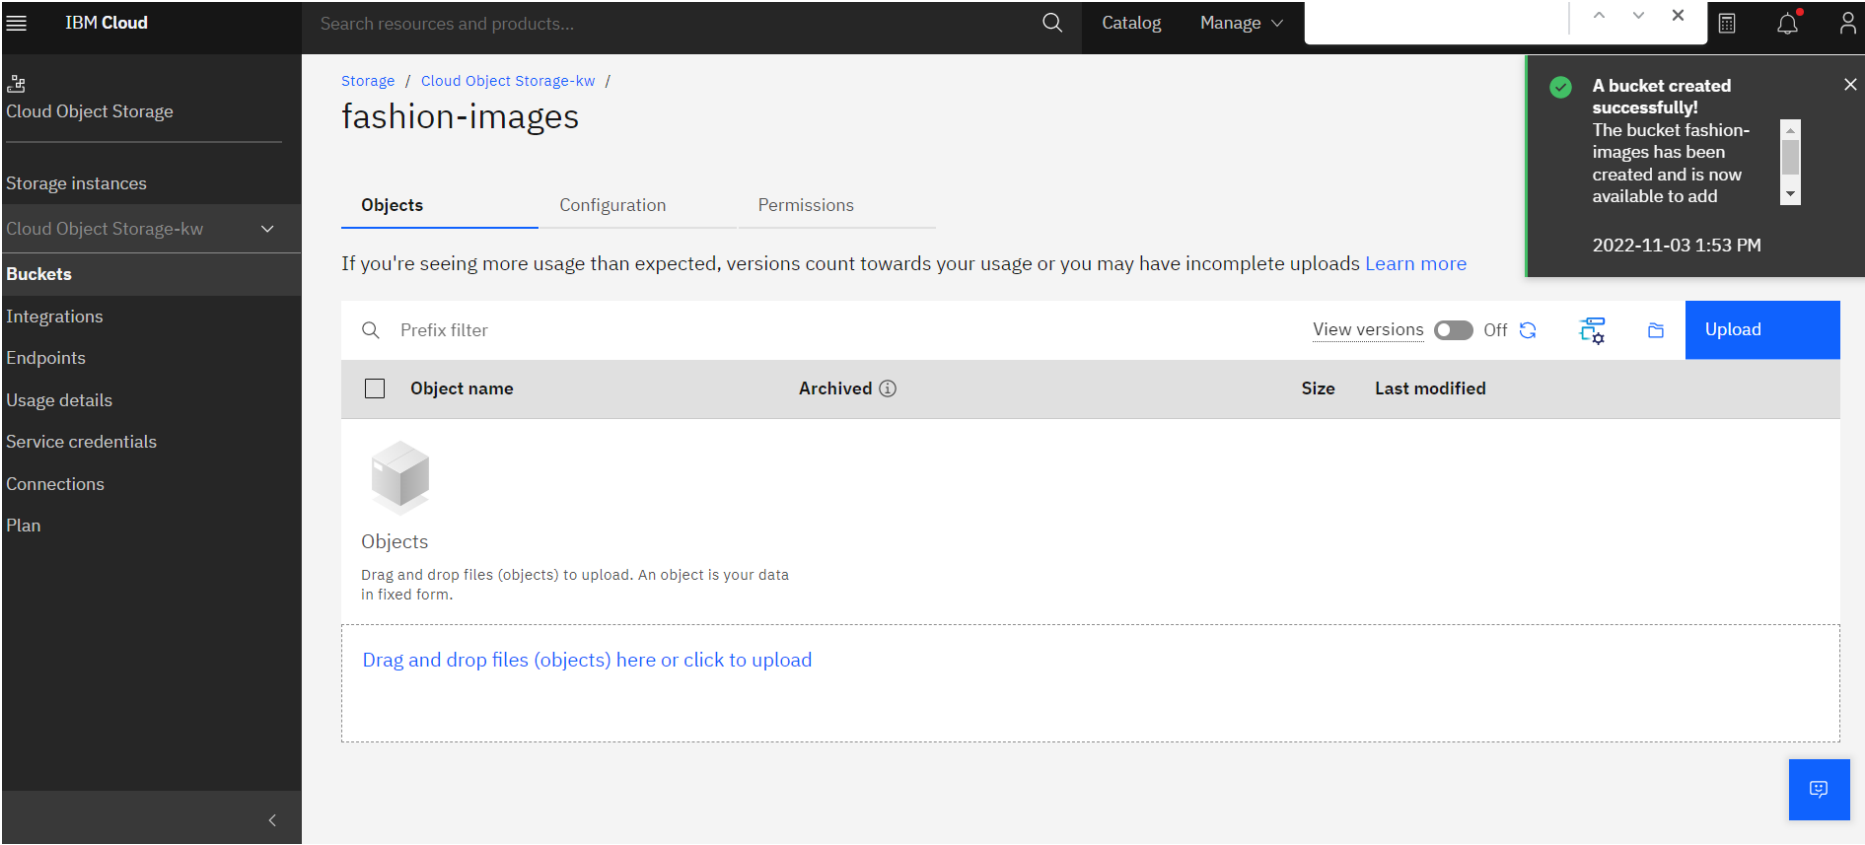 IBM Cloud
Search resources and products...
Catalog
Manage
Cloud Object Storage
Storage instances
Cloud Object Storage-kw
Buckets
Integrations
Endpoints
Usage details
Service credentials
Connections
Plan
Storage / Cloud Object Storage-kw /
fashion-images
Objects
Configuration
Permissions
If you're seeing more usage than expected, versions count towards your usage or you may have incomplete uploads Learn more
Prefix filter
View versions
Off
Upload
Object name
Archived
Size
Last modified
Objects
Drag and drop files (objects) to upload. An object is your data
in fixed form.
Drag and drop files (objects) here or click to upload
A bucket created
successfully!
The bucket fashion-
images has been
created and is now
available to add
2022-11-03 1:53 PM